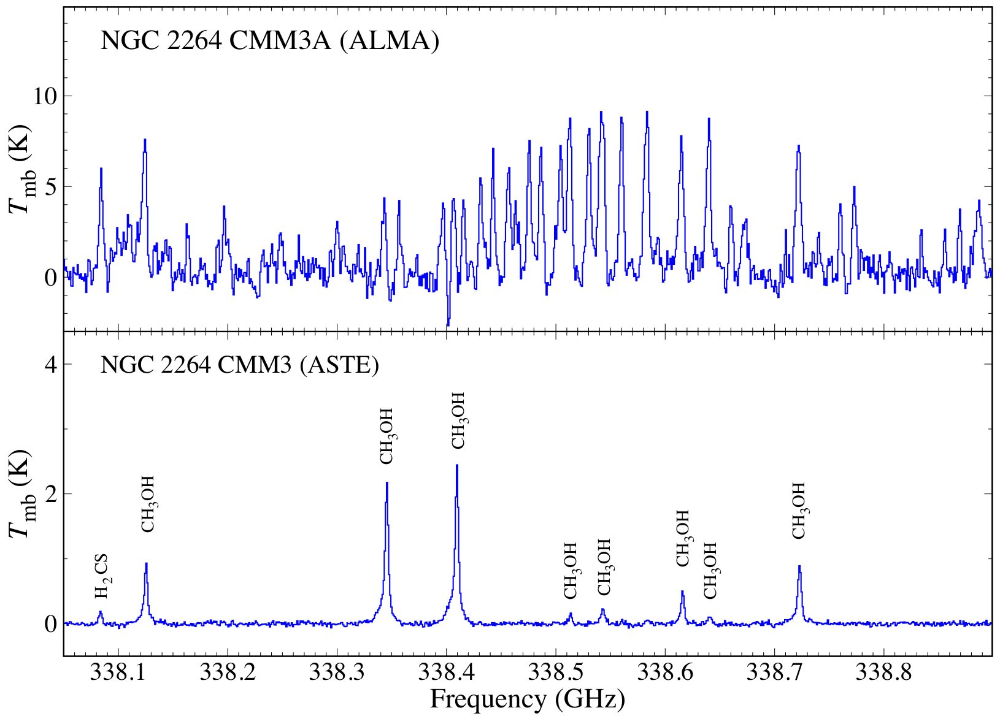 NGC 2264 CMM3A (ALMA)
10
5
0
T_mb (K)
NGC 2264 CMM3 (ASTE)
4
2
0
T_mb (K)
H₂CS
CH₃OH
CH₃OH
CH₃OH
CH₃OH
CH₃OH
CH₃OH
CH₃OH
CH₃OH
338.1 338.2 338.3 338.4 338.5 338.6 338.7 338.8
Frequency (GHz)